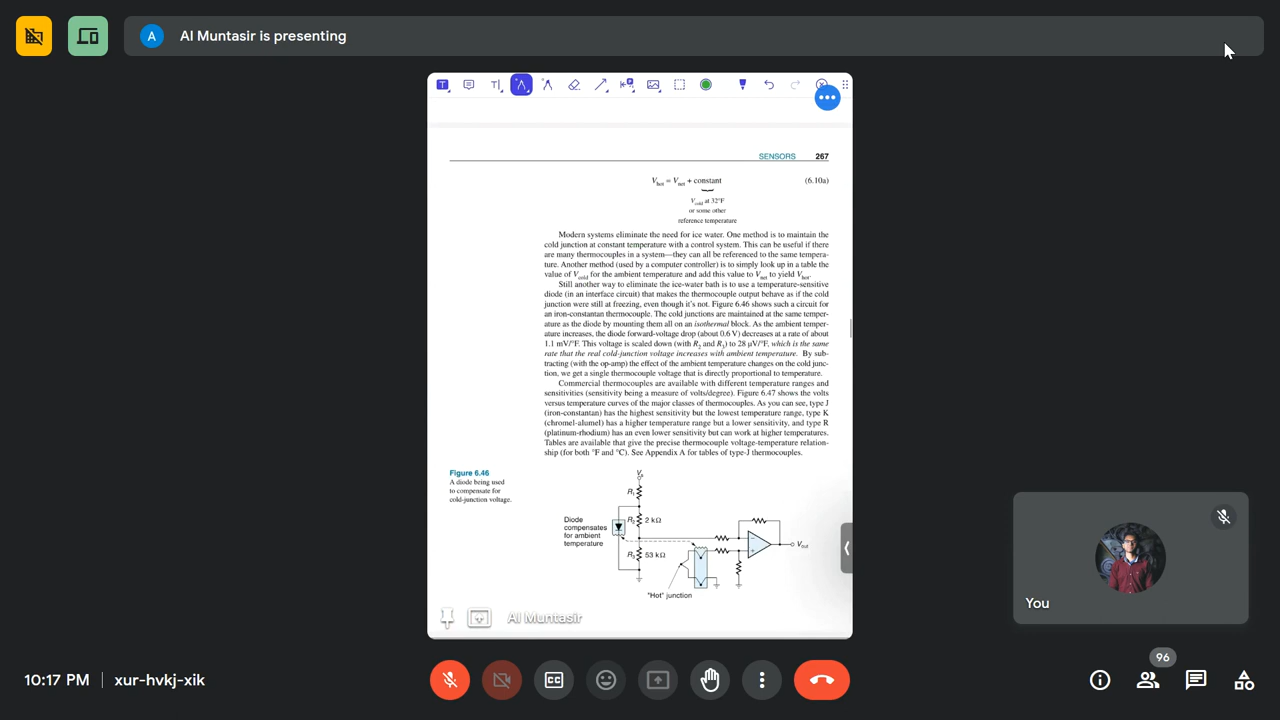 A
Al Muntasir is presenting
SENSORS 267
Vhot = Vnet + constant (6.10a)
Vcold at 32°F
or some other
reference temperature
Modern systems eliminate the need for ice water. One method is to maintain the
cold junction at constant temperature with a control system. This can be useful if there
are many thermocouples in a system—they can all be referenced to the same tempera-
ture. Another method (used by a computer controller) is to simply look up in a table the
value of Vcold for the ambient temperature and add this value to Vnet to yield Vhot.
Still another way to eliminate the ice-water bath is to use a temperature-sensitive
diode (in an interface circuit) that makes the thermocouple output behave as if the cold
junction were still at freezing, even though it's not. Figure 6.46 shows such a circuit for
an iron-constantan thermocouple. The cold junctions are maintained at the same temper-
ature as the diode by mounting them all on an isothermal block. As the ambient temper-
ature increases, the diode forward-voltage drop (about 0.6 V) decreases at a rate of about
1.1 mV/°F. This voltage is scaled down (with R2 and R3) to 28 μV/°F, which is the same
rate that the real cold-junction voltage increases with ambient temperature. By sub-
tracting (with the op-amp) the effect of the ambient temperature changes on the cold junc-
tion, we get a single thermocouple voltage that is directly proportional to temperature.
Commercial thermocouples are available with different temperature ranges and
sensitivities (sensitivity being a measure of volts/degree). Figure 6.47 shows the volts
versus temperature curves of the major classes of thermocouples. As you can see, type J
(iron-constantan) has the highest sensitivity but the lowest temperature range, type K
(chromel-alumel) has a higher temperature range but a lower sensitivity, and type R
(platinum-rhodium) has an even lower sensitivity but can work at higher temperatures.
Tables are available that give the precise thermocouple voltage-temperature relation-
ship (for both °F and °C). See Appendix A for tables of type-J thermocouples.
Figure 6.46
A diode being used
to compensate for
cold-junction voltage.
R1
Diode
compensates
for ambient
temperature
R2 2 kΩ
R3 53 kΩ
Vout
"Hot" junction
Al Muntasir
You
10:17 PM | xur-hvkj-xik
CC
96